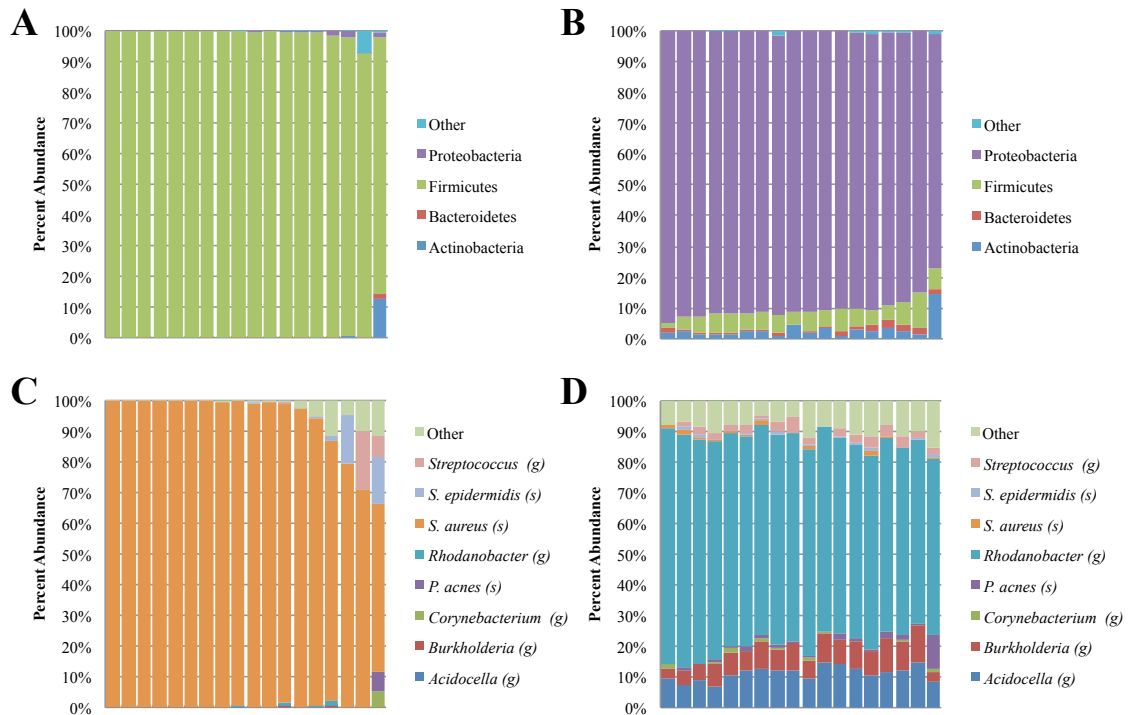 A
Percent Abundance
100%
90%
80%
70%
60%
50%
40%
30%
20%
10%
0%
Other
Proteobacteria
Firmicutes
Bacteroidetes
Actinobacteria
B
Percent Abundance
100%
90%
80%
70%
60%
50%
40%
30%
20%
10%
0%
Other
Proteobacteria
Firmicutes
Bacteroidetes
Actinobacteria
C
Percent Abundance
100%
90%
80%
70%
60%
50%
40%
30%
20%
10%
0%
Other
Streptococcus (g)
S. epidermidis (s)
S. aureus (s)
Rhodanobacter (g)
P. acnes (s)
Corynebacterium (g)
Burkholderia (g)
Acidocella (g)
D
Percent Abundance
100%
90%
80%
70%
60%
50%
40%
30%
20%
10%
0%
Other
Streptococcus (g)
S. epidermidis (s)
S. aureus (s)
Rhodanobacter (g)
P. acnes (s)
Corynebacterium (g)
Burkholderia (g)
Acidocella (g)